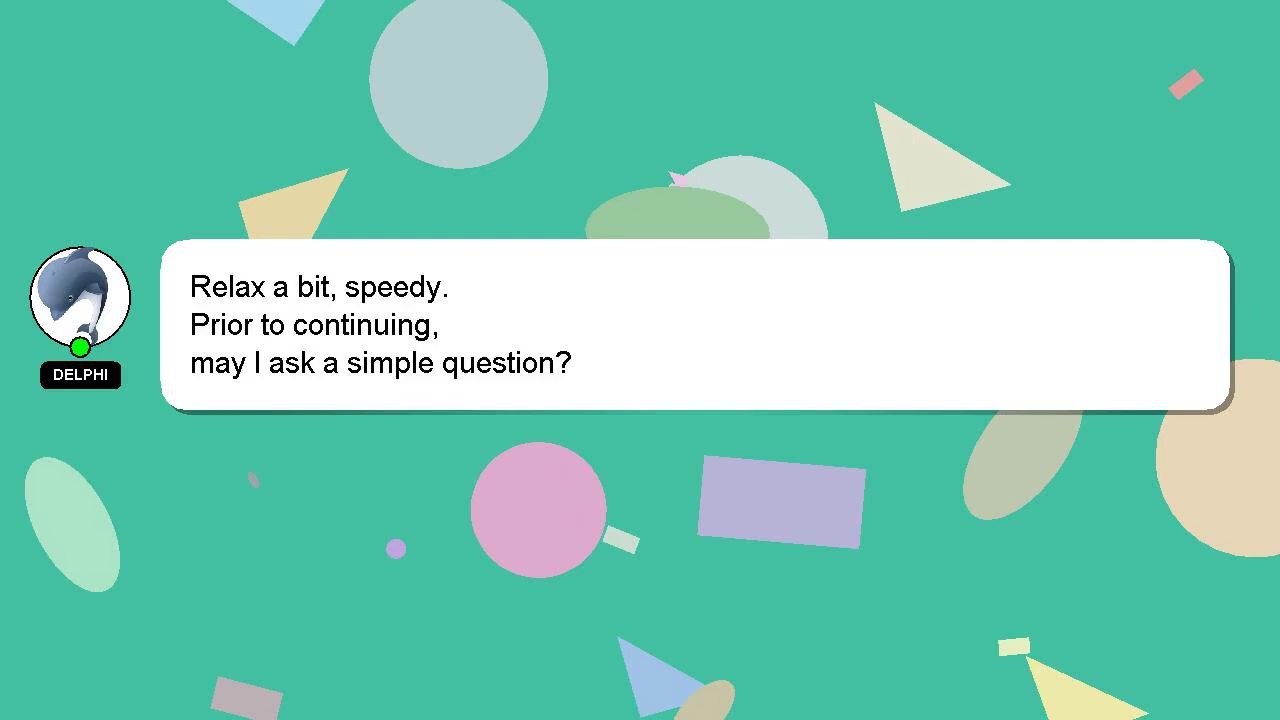 Relax a bit, speedy.
Prior to continuing,
may I ask a simple question?
DELPHI